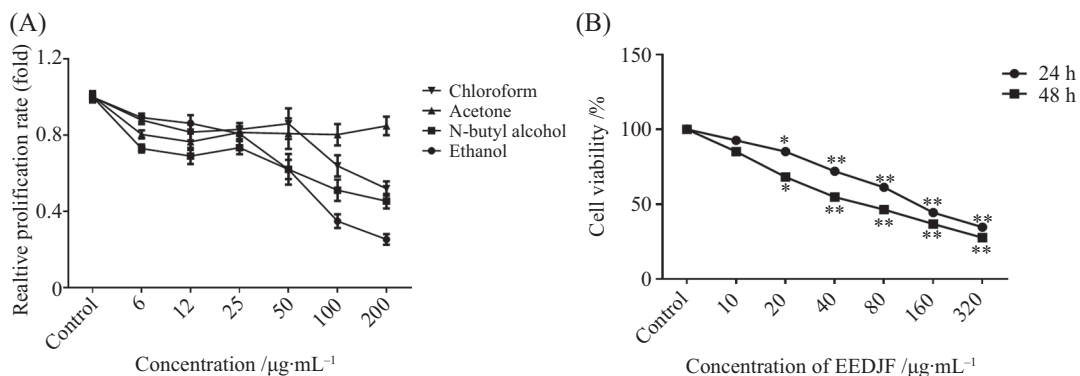 (A)
Realtive prolification rate (fold)
1.2
0.8
0.4
0
Control
6
12
25
50
100
200
Concentration /μg·mL⁻¹
Chloroform
Acetone
N-butyl alcohol
Ethanol
(B)
Cell viability /%
150
100
50
0
*
**
**
**
**
*
**
**
**
**
Control
10
20
40
80
160
320
Concentration of EEDJF /μg·mL⁻¹
24 h
48 h